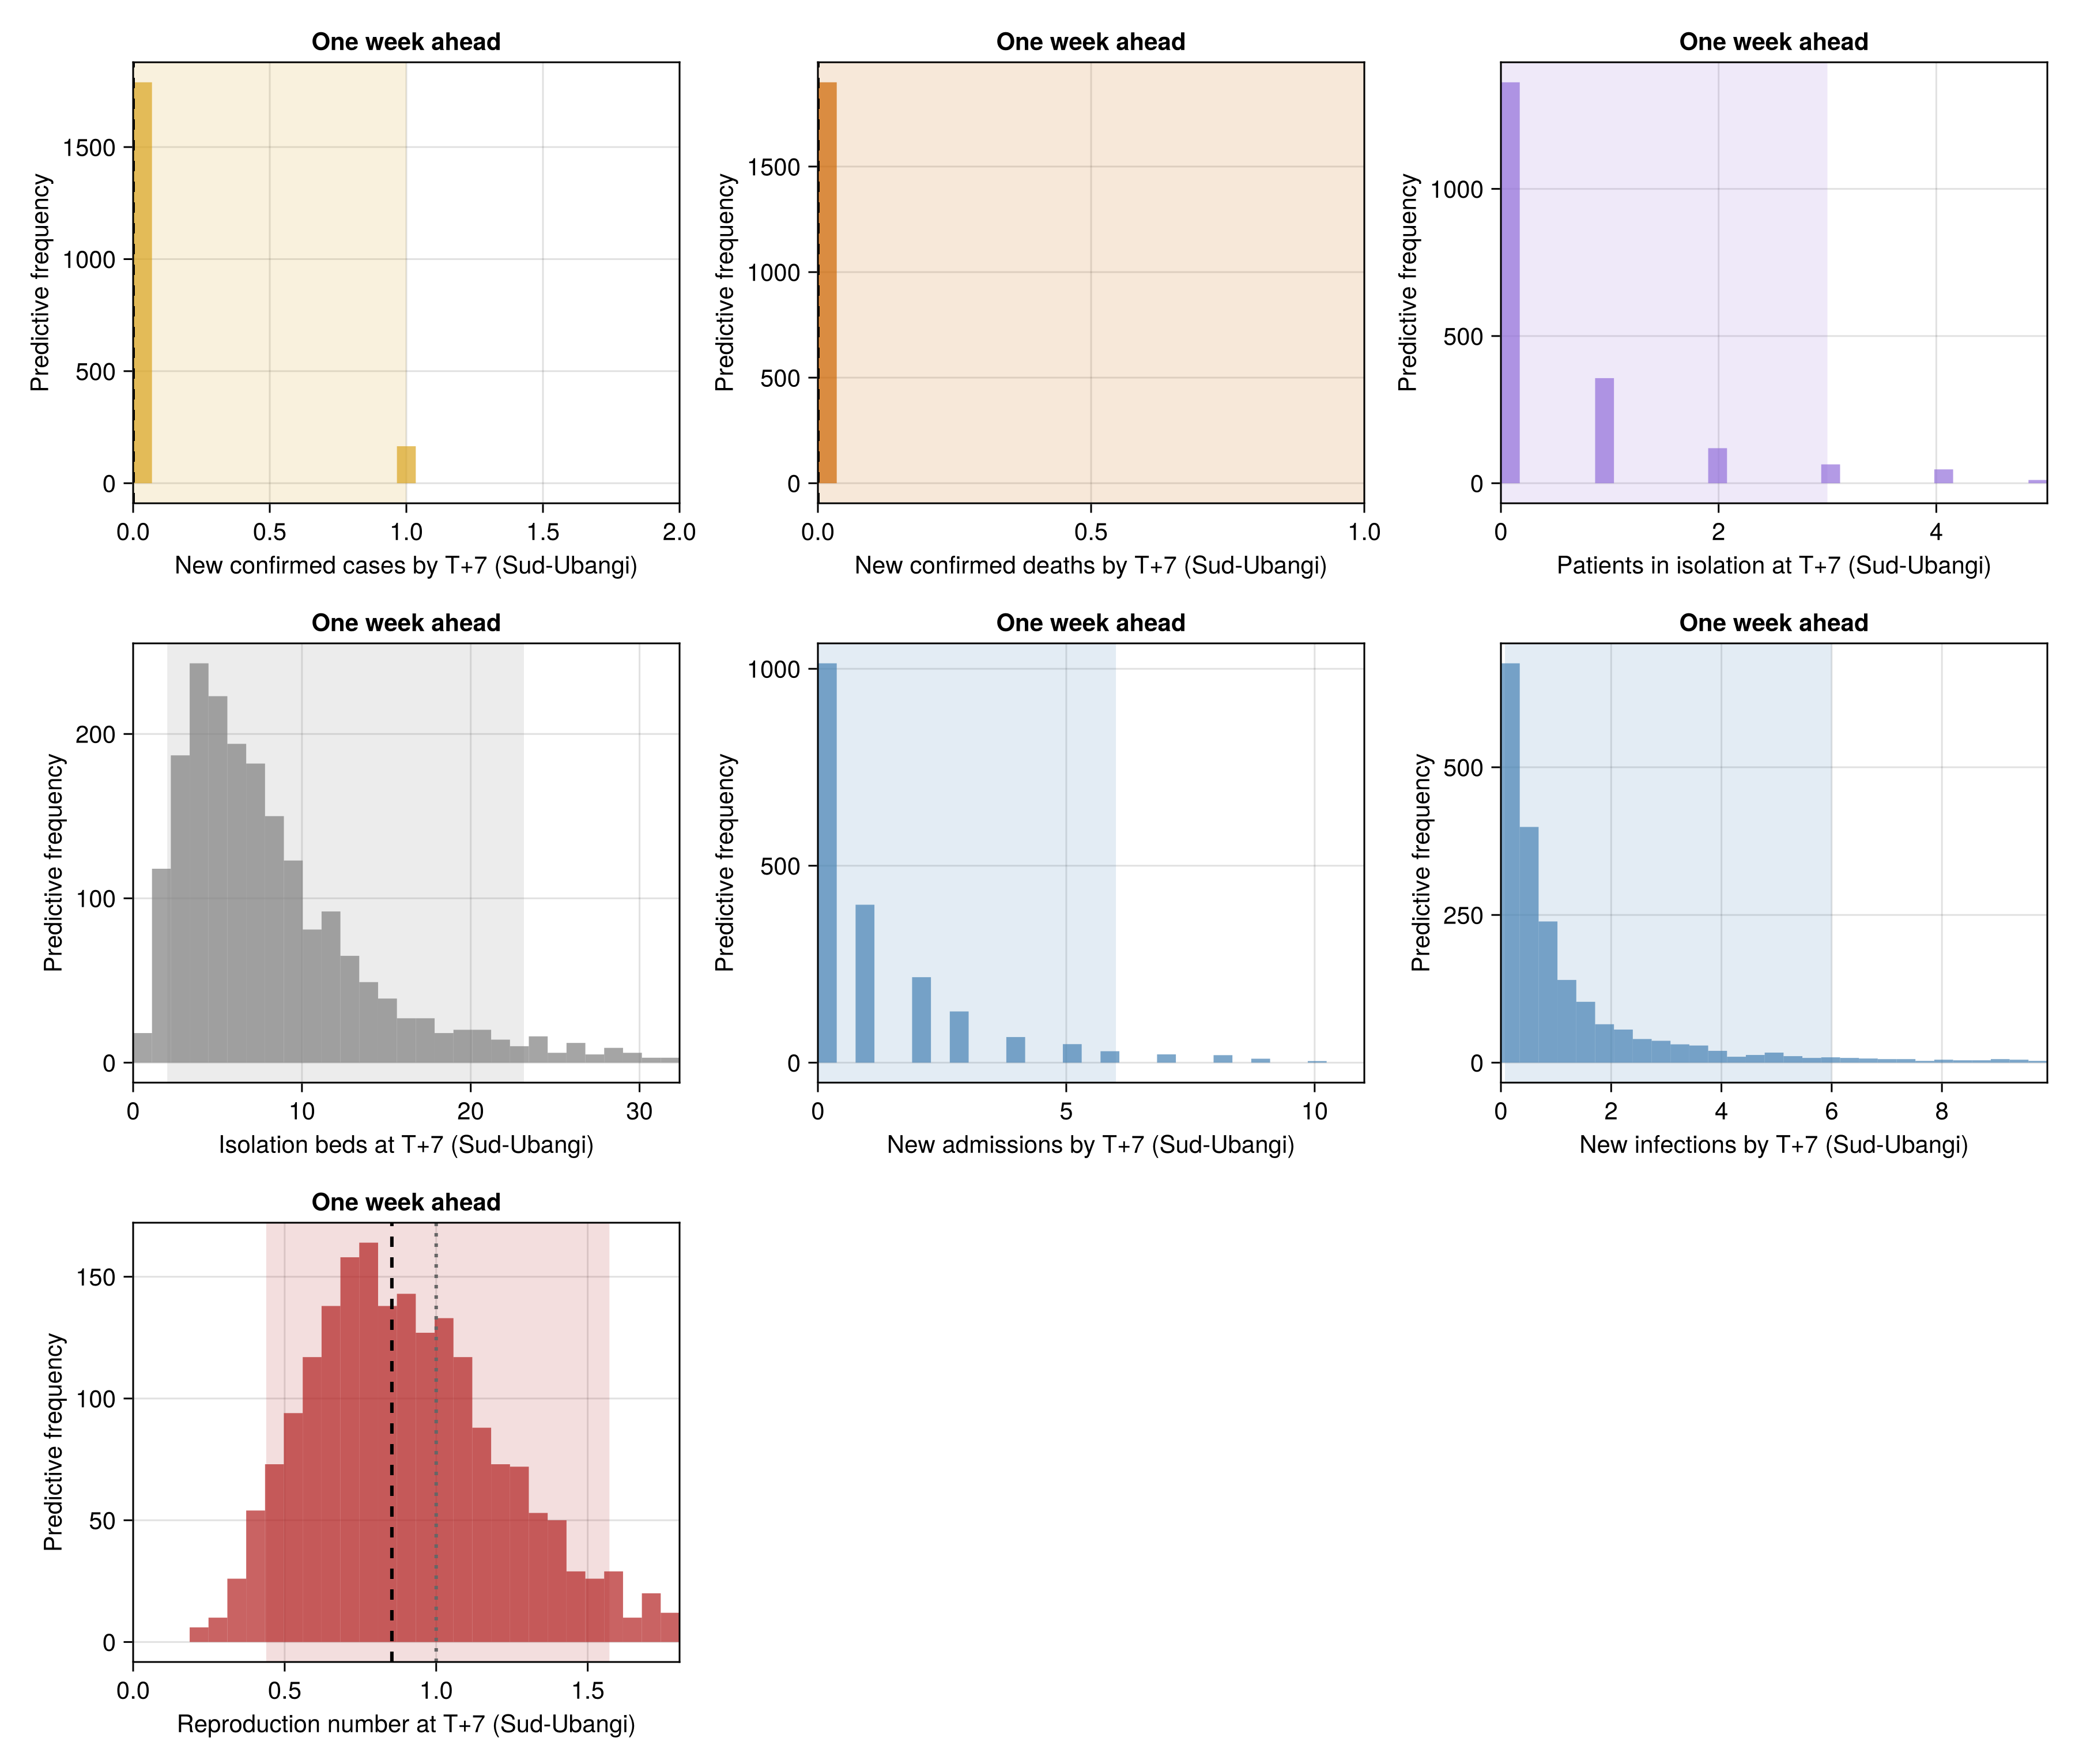 One week ahead
One week ahead
One week ahead
Predictive frequency
1500
1000
500
0
0.0 0.5 1.0 1.5 2.0
New confirmed cases by T+7 (Sud-Ubangi)
Predictive frequency
1500
1000
500
0
0.0 0.5 1.0
New confirmed deaths by T+7 (Sud-Ubangi)
Predictive frequency
1000
500
0
0 2 4
Patients in isolation at T+7 (Sud-Ubangi)
One week ahead
One week ahead
One week ahead
Predictive frequency
200
100
0
0 10 20 30
Isolation beds at T+7 (Sud-Ubangi)
Predictive frequency
1000
500
0
0 5 10
New admissions by T+7 (Sud-Ubangi)
Predictive frequency
500
250
0
0 2 4 6 8
New infections by T+7 (Sud-Ubangi)
One week ahead
Predictive frequency
150
100
50
0
0.0 0.5 1.0 1.5
Reproduction number at T+7 (Sud-Ubangi)